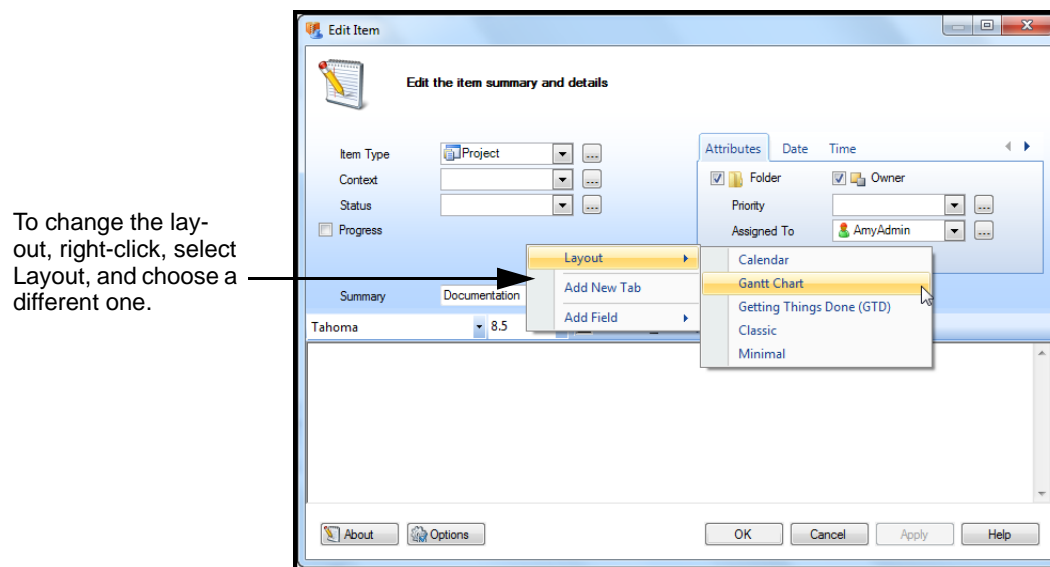 Edit Item
Edit the item summary and details
Item Type
Project
...
Context
...
Status
...
Progress
Attributes Date Time
Folder
Owner
Priority
...
Assigned To
AmyAdmin
...
To change the lay-
out, right-click, select
Layout, and choose a
different one.
Layout
Add New Tab
Add Field
Calendar
Gantt Chart
Getting Things Done (GTD)
Classic
Minimal
Summary
Documentation
Tahoma
8.5
About
Options
OK
Cancel
Apply
Help